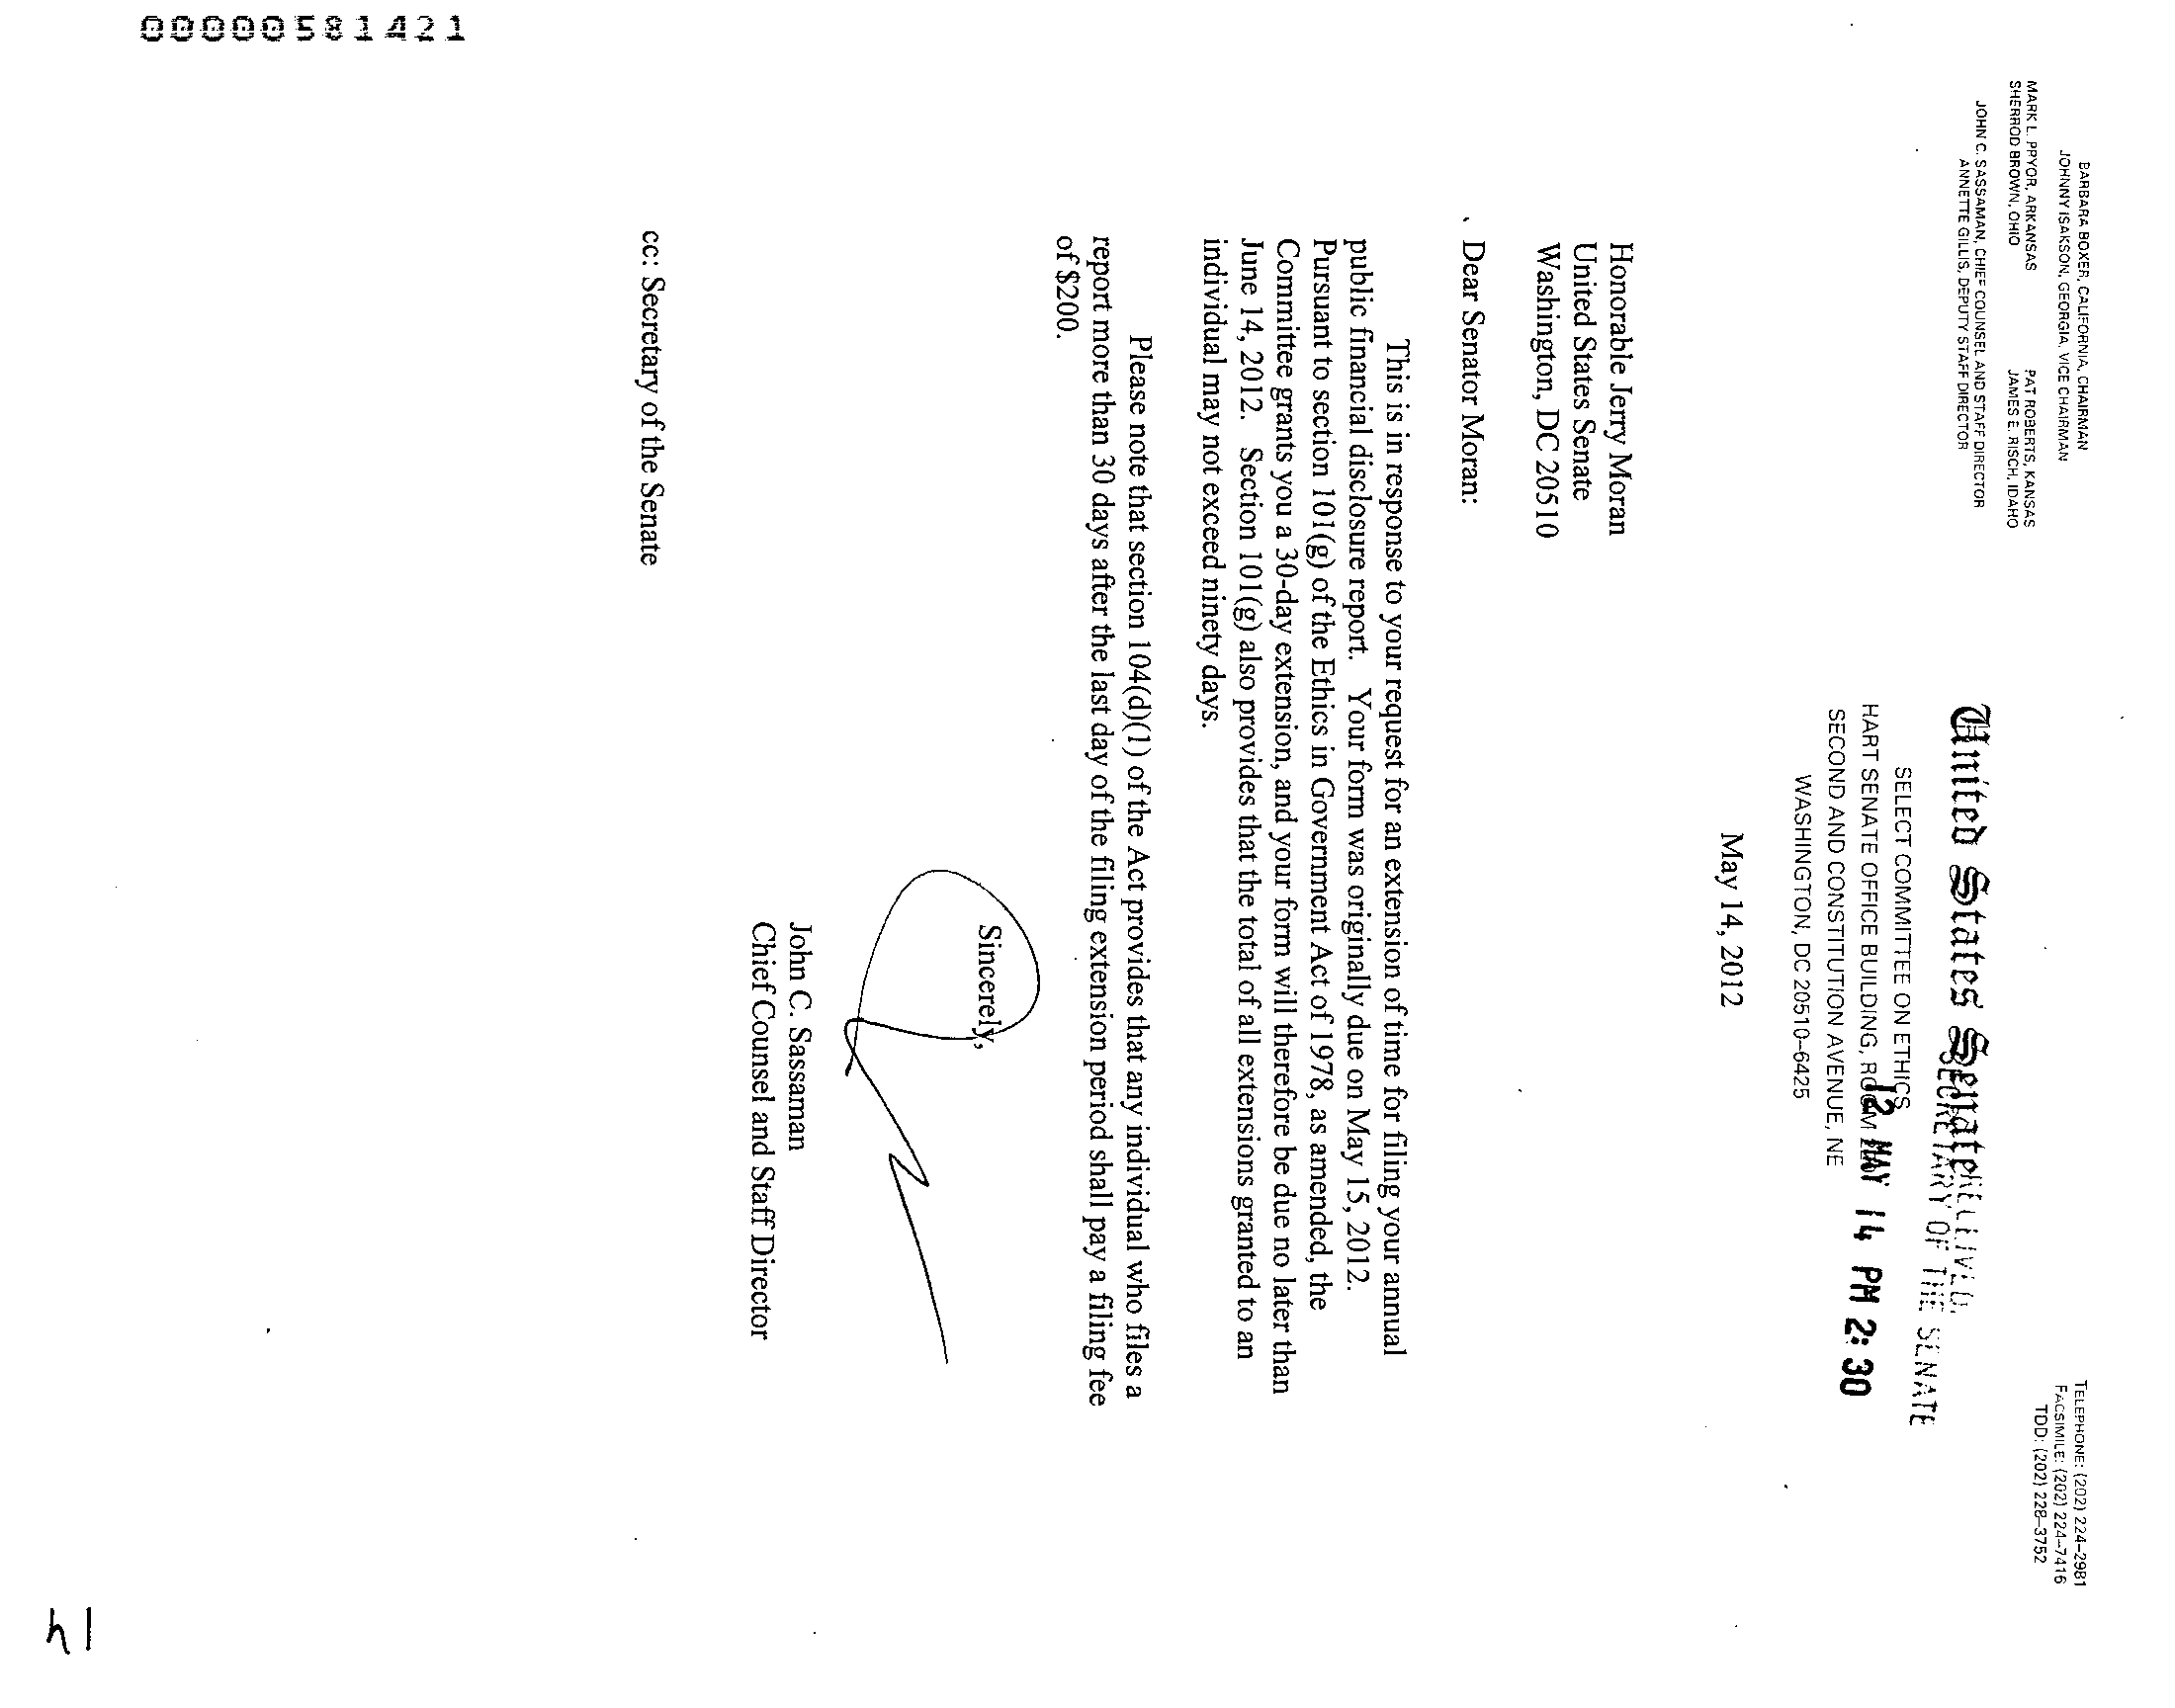 00000581421
BARBARA BOXER, CALIFORNIA, CHAIRMAN
JOHNNY ISAKSON, GEORGIA, VICE CHAIRMAN
MARK L. PRYOR, ARKANSAS PAT ROBERTS, KANSAS
SHERROD BROWN, OHIO JAMES E. RISCH, IDAHO
JOHN C. SASSAMAN, CHIEF COUNSEL AND STAFF DIRECTOR
ANNETTE GILLIS, DEPUTY STAFF DIRECTOR
TELEPHONE: (202) 224-2981
FACSIMILE: (202) 224-7416
TDD: (202) 228-3752
United States Senate
RECEIVED
SECRETARY OF THE SENATE
SELECT COMMITTEE ON ETHICS
HART SENATE OFFICE BUILDING, ROOM
12 MAY 14 PM 2:30
SECOND AND CONSTITUTION AVENUE, NE
WASHINGTON, DC 20510-6425
May 14, 2012
Honorable Jerry Moran
United States Senate
Washington, DC 20510
Dear Senator Moran:
This is in response to your request for an extension of time for filing your annual
public financial disclosure report. Your form was originally due on May 15, 2012.
Pursuant to section 101(g) of the Ethics in Government Act of 1978, as amended, the
Committee grants you a 30-day extension, and your form will therefore be due no later than
June 14, 2012. Section 101(g) also provides that the total of all extensions granted to an
individual may not exceed ninety days.
Please note that section 104(d)(1) of the Act provides that any individual who files a
report more than 30 days after the last day of the filing extension period shall pay a filing fee
of $200.
Sincerely,
John C. Sassaman
Chief Counsel and Staff Director
cc: Secretary of the Senate
14